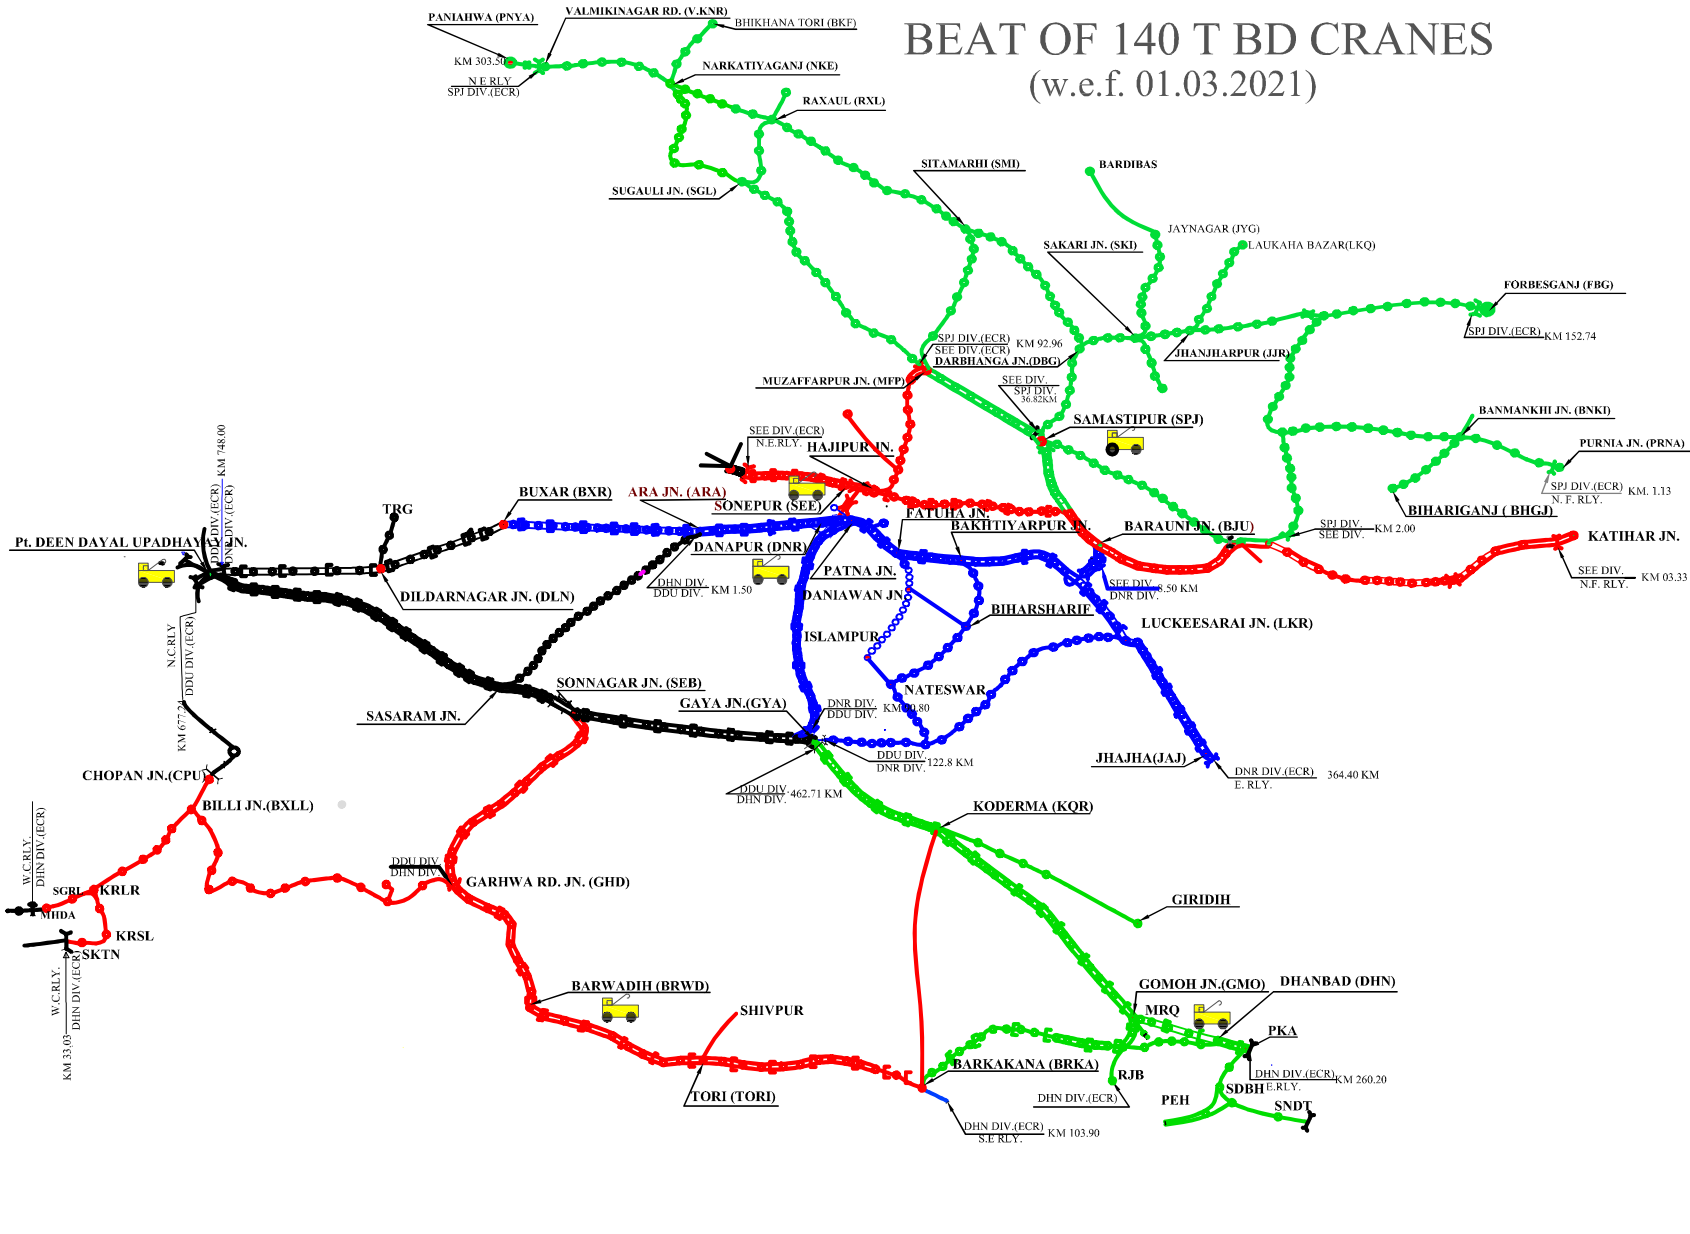 BEAT OF 140 T BD CRANES
(w.e.f. 01.03.2021)
PANIAHWA (PNYA)
VALMIKINAGAR RD. (V.KNR)
BHIKHANA TORI (BKF)
KM 303.50
N E RLY
SPJ DIV.(ECR)
NARKATIYAGANJ (NKE)
RAXAUL (RXL)
SUGAULI JN. (SGL)
SITAMARHI (SMI)
BARDIBAS
JAYNAGAR (JYG)
SAKARI JN. (SKI)
LAUKAHA BAZAR(LKQ)
FORBESGANJ (FBG)
SPJ DIV.(ECR)
KM 152.74
SPJ DIV.(ECR)
KM 92.96
SEE DIV.(ECR)
DARBHANGA JN.(DBG)
JHANJHARPUR (JJR)
MUZAFFARPUR JN. (MFP)
SEE DIV.
SPJ DIV.
36.82KM
SAMASTIPUR (SPJ)
BANMANKHI JN. (BNKI)
PURNIA JN. (PRNA)
SEE DIV.(ECR)
N.E.RLY.
HAJIPUR JN.
SPJ DIV.(ECR)
N. F. RLY.
KM. 1.13
BIHARIGANJ ( BHGJ)
KM 748.00
DDU DIV.(ECR)
DNR DIV.(ECR)
TRG
BUXAR (BXR)
ARA JN. (ARA)
SONEPUR (SEE)
FATUHA JN.
BAKHTIYARPUR JN.
BARAUNI JN. (BJU)
SPJ DIV.
SEE DIV.
KM 2.00
KATIHAR JN.
Pt. DEEN DAYAL UPADHAYAY JN.
DANAPUR (DNR)
PATNA JN.
SEE DIV.
N.F. RLY.
KM 03.33
DHN DIV.
DDU DIV.
KM 1.50
DILDARNAGAR JN. (DLN)
DANIAWAN JN
SEE DIV
DNR DIV.
8.50 KM
BIHARSHARIF
ISLAMPUR
LUCKEESARAI JN. (LKR)
N.C.RLY
DDU DIV.(ECR)
KM 677.24
SONNAGAR JN. (SEB)
NATESWAR
SASARAM JN.
GAYA JN.(GYA)
DNR DIV.
DDU DIV.
DDU DIV
DNR DIV.
122.8 KM
JHAJHA(JAJ)
DNR DIV.(ECR)
E. RLY.
364.40 KM
CHOPAN JN.(CPU)
DDU DIV.
DHN DIV.
462.71 KM
BILLI JN.(BXLL)
KODERMA (KQR)
W.C.RLY.
DHN DIV.(ECR)
DDU DIV.
DHN DIV.
SGRL
KRLR
GARHWA RD. JN. (GHD)
GIRIDIH
MHDA
KRSL
SKTN
W.C.RLY.
DHN DIV.(ECR)
KM 33.05
BARWADIH (BRWD)
SHIVPUR
GOMOH JN.(GMO)
DHANBAD (DHN)
MRQ
PKA
BARKAKANA (BRKA)
RJB
DHN DIV.(ECR)
E.RLY.
KM 260.20
SDBH
TORI (TORI)
DHN DIV.(ECR)
PEH
SNDT
DHN DIV.(ECR)
S.E RLY.
KM 103.90